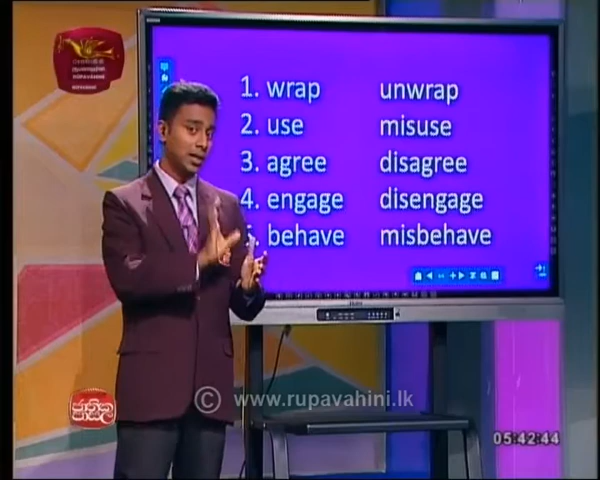 1. wrap unwrap
2. use misuse
3. agree disagree
4. engage disengage
behave misbehave
© www.rupavahini.lk
05:42:44